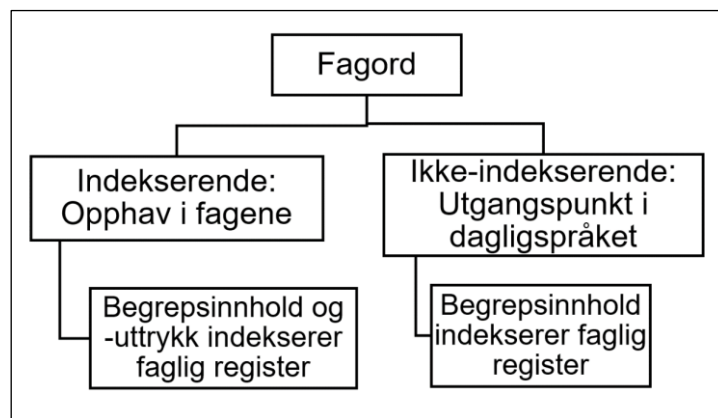 Fagord
Indekserende:
Opphav i fagene
Ikke-indekserende:
Utgangspunkt i
dagligspråket
Begrepsinnhold og
-uttrykk indekserer
faglig register
Begrepsinnhold
indekserer faglig
register